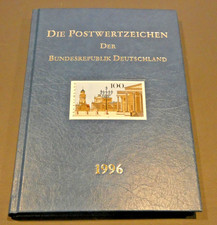 DIE POSTWERTZEICHEN
DER
BUNDESREPUBLIK DEUTSCHLAND
100
1996